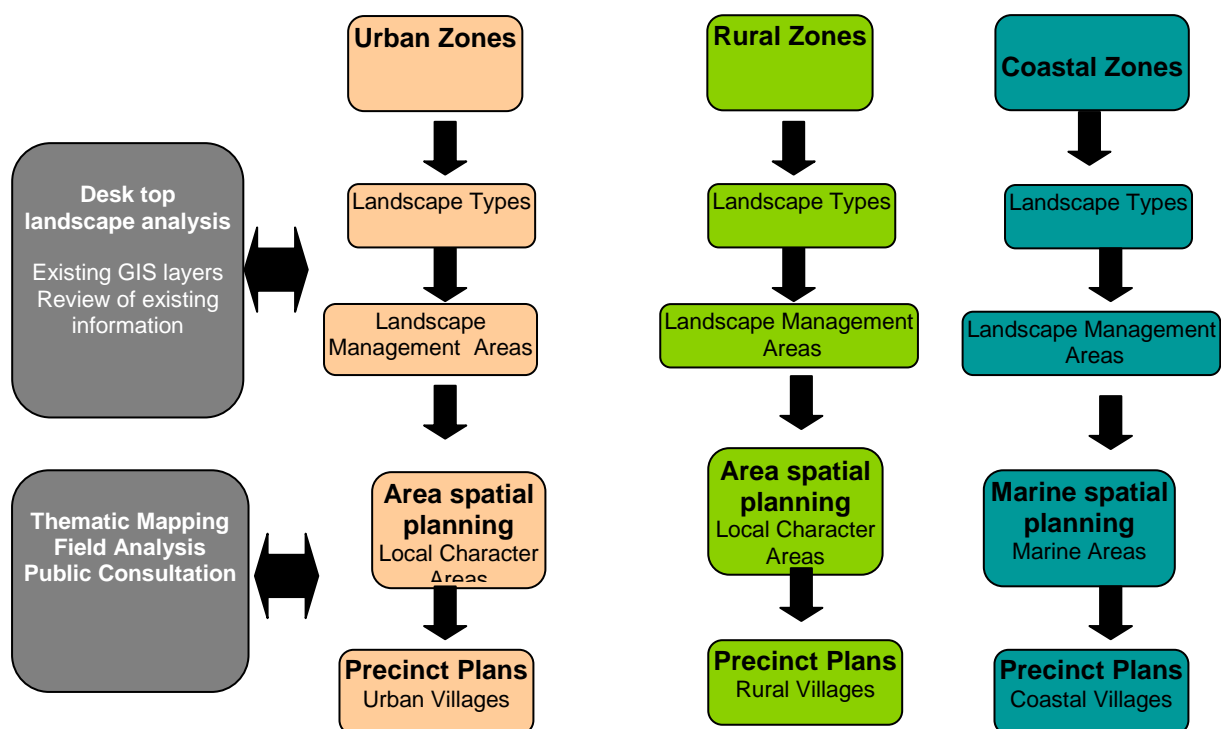 Urban Zones
Rural Zones
Coastal Zones
Desk top
landscape analysis
Existing GIS layers
Review of existing
information
Landscape Types
Landscape Types
Landscape Types
Landscape
Management Areas
Landscape Management
Areas
Landscape Management
Areas
Thematic Mapping
Field Analysis
Public Consultation
Area spatial
planning
Local Character
Areas
Area spatial
planning
Local Character
Areas
Marine spatial
planning
Marine Areas
Precinct Plans
Urban Villages
Precinct Plans
Rural Villages
Precinct Plans
Coastal Villages